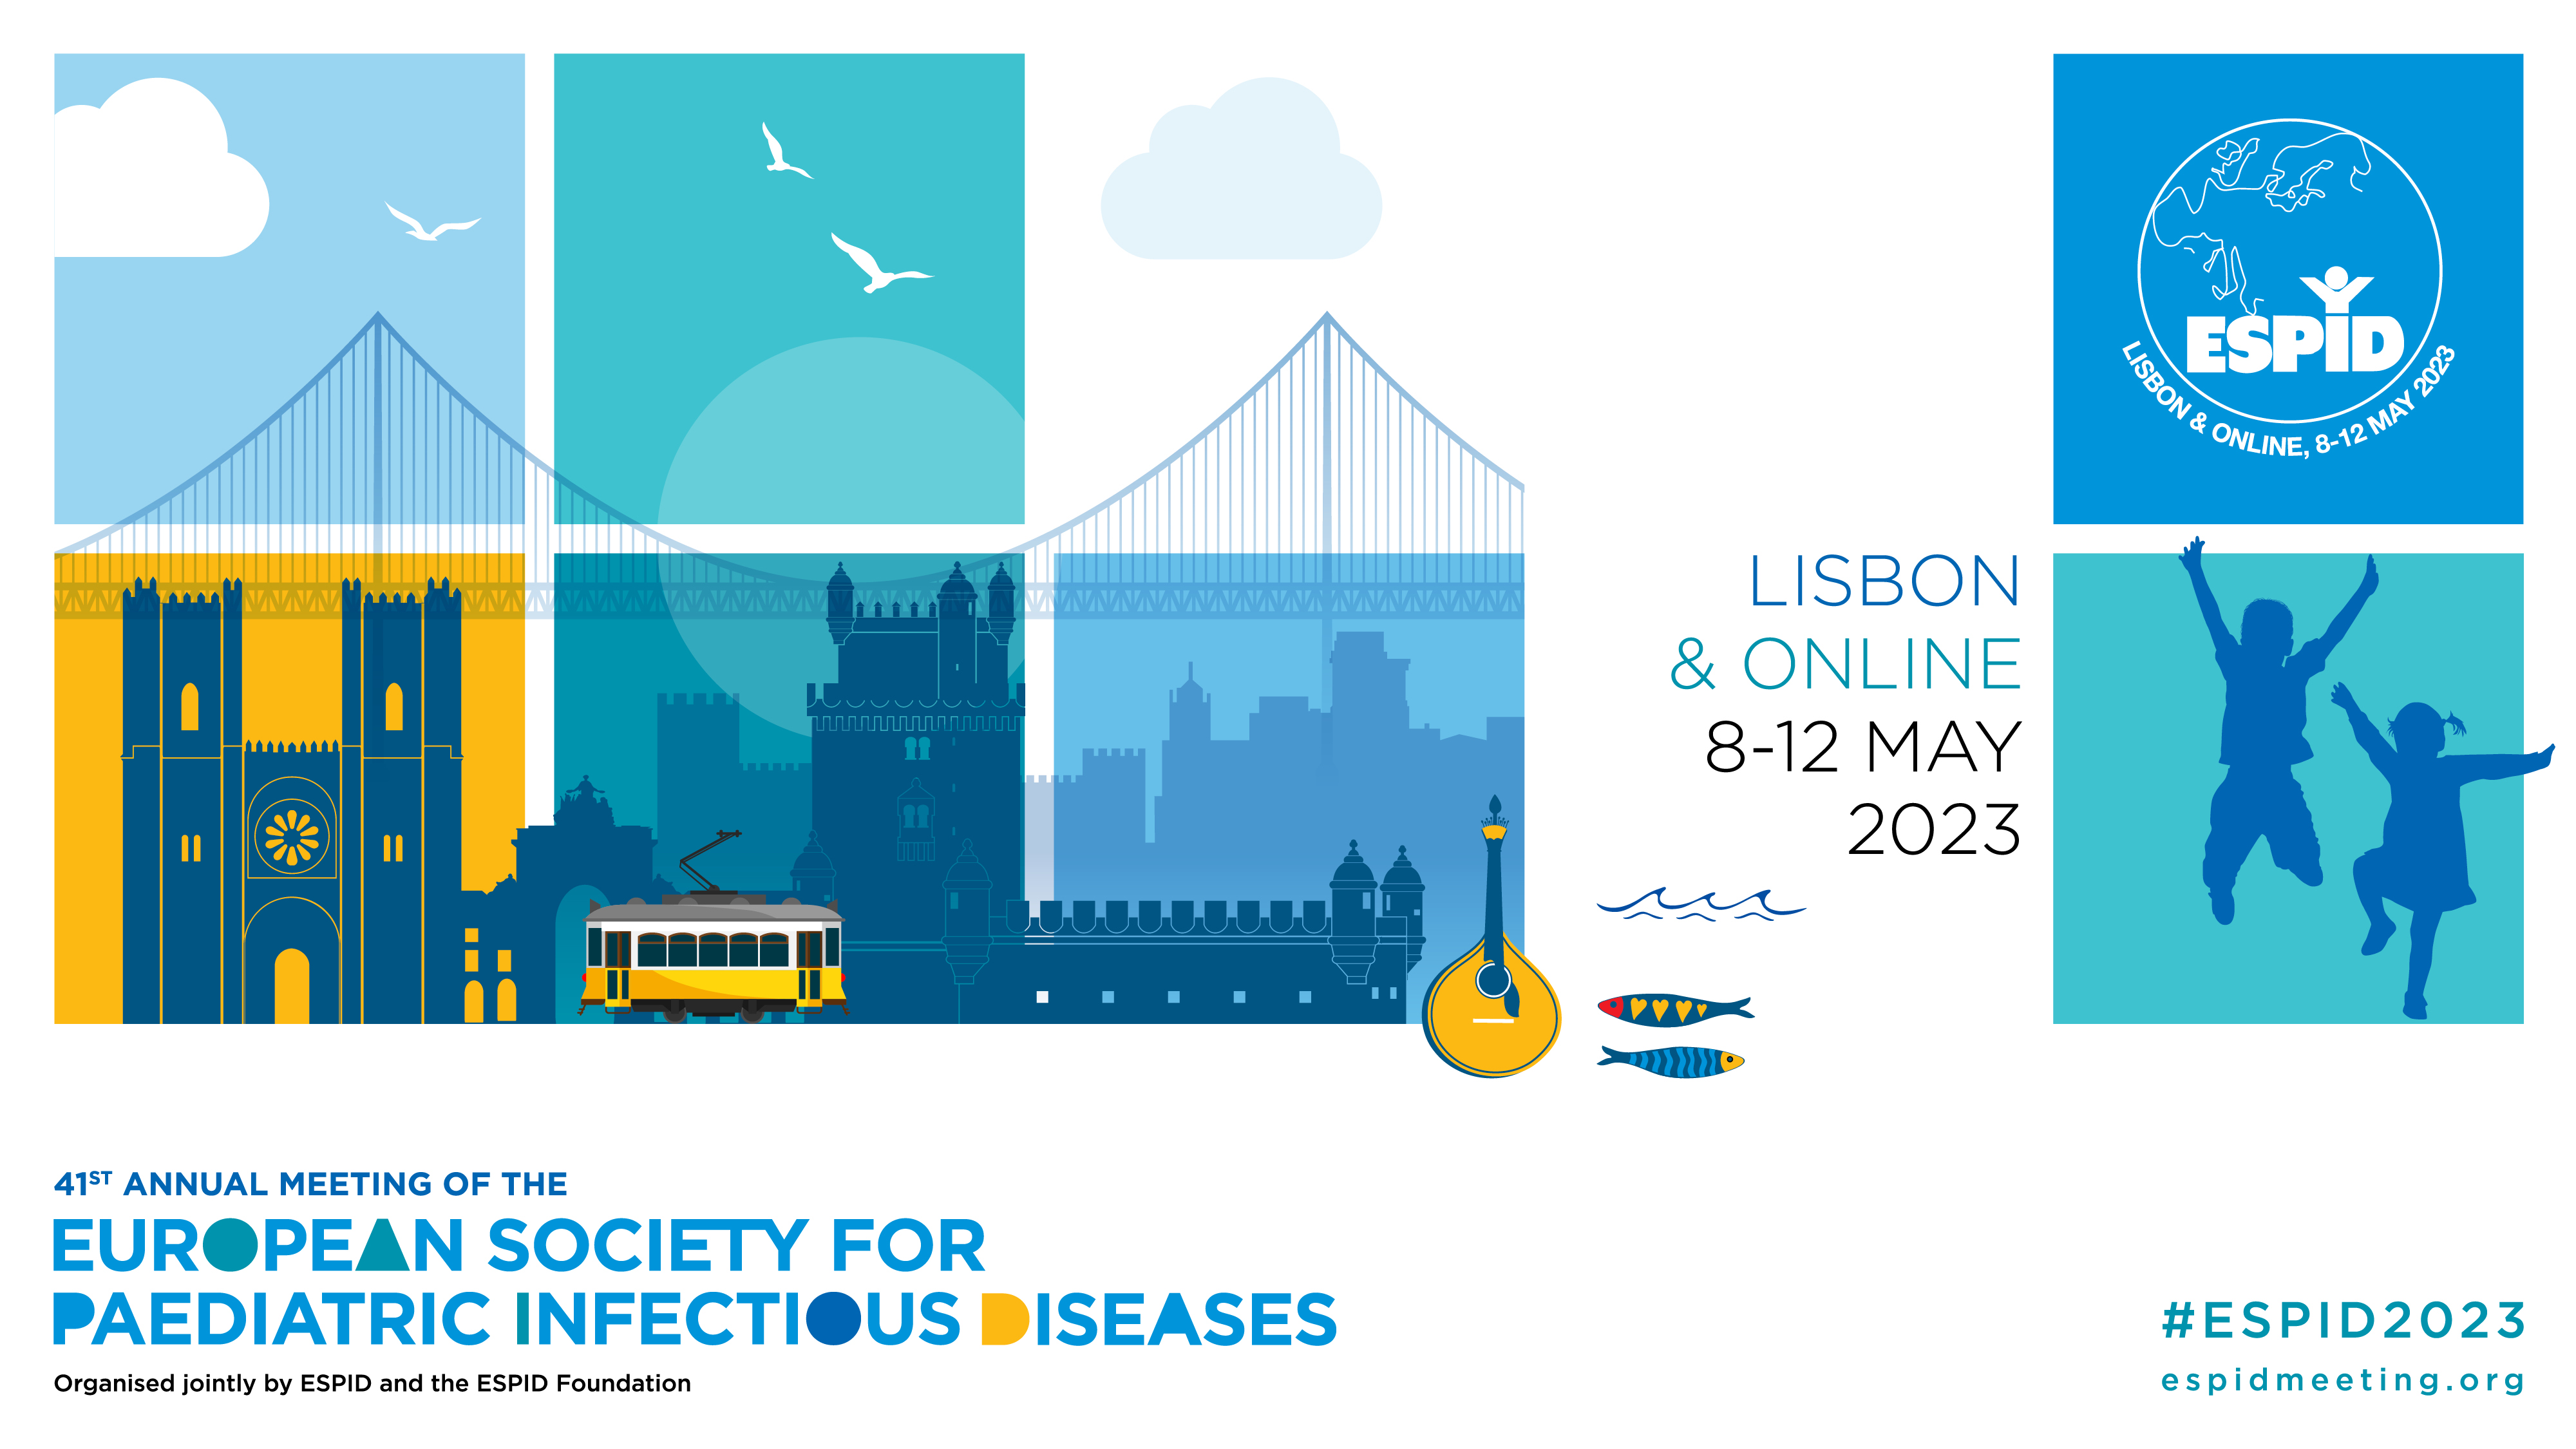 ESPID
LISBON & ONLINE, 8-12 MAY 2023
LISBON
& ONLINE
8-12 MAY
2023
41ST ANNUAL MEETING OF THE
EUROPEAN SOCIETY FOR
PAEDIATRIC INFECTIOUS DISEASES
Organised jointly by ESPID and the ESPID Foundation
#ESPID2023
espidmeeting.org